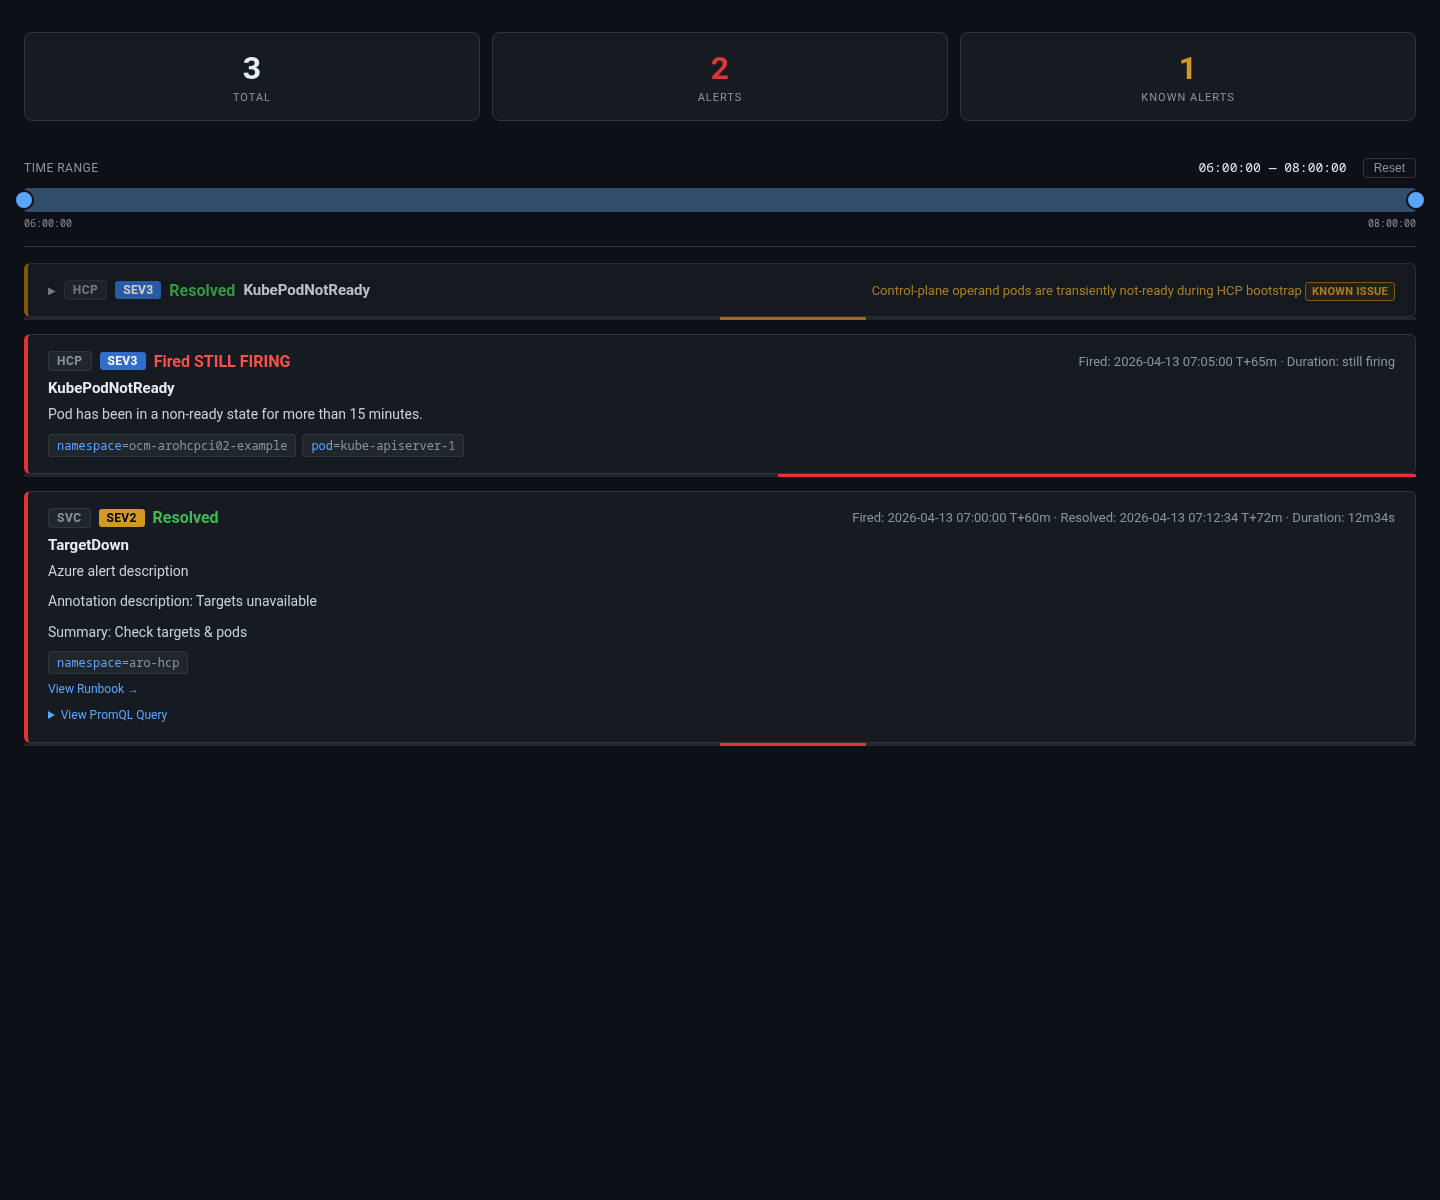 3
TOTAL
2
ALERTS
1
KNOWN ALERTS
TIME RANGE
06:00:00 — 08:00:00 Reset
06:00:00 08:00:00
▶ HCP SEV3 Resolved KubePodNotReady Control-plane operand pods are transiently not-ready during HCP bootstrap KNOWN ISSUE
HCP SEV3 Fired STILL FIRING Fired: 2026-04-13 07:05:00 T+65m · Duration: still firing
KubePodNotReady
Pod has been in a non-ready state for more than 15 minutes.
namespace=ocm-arohcpci02-example pod=kube-apiserver-1
SVC SEV2 Resolved Fired: 2026-04-13 07:00:00 T+60m · Resolved: 2026-04-13 07:12:34 T+72m · Duration: 12m34s
TargetDown
Azure alert description
Annotation description: Targets unavailable
Summary: Check targets & pods
namespace=aro-hcp
View Runbook →
▶ View PromQL Query